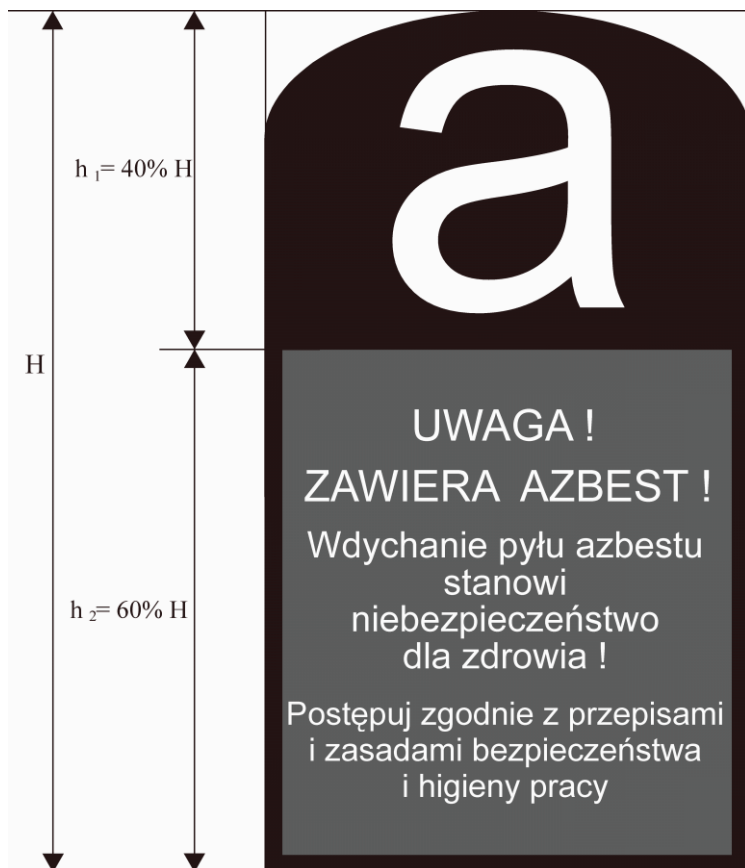 a
h 1= 40% H
H
UWAGA !
ZAWIERA AZBEST !
Wdychanie pyłu azbestu
stanowi
niebezpieczeństwo
dla zdrowia !
h 2= 60% H
Postępuj zgodnie z przepisami
i zasadami bezpieczeństwa
i higieny pracy